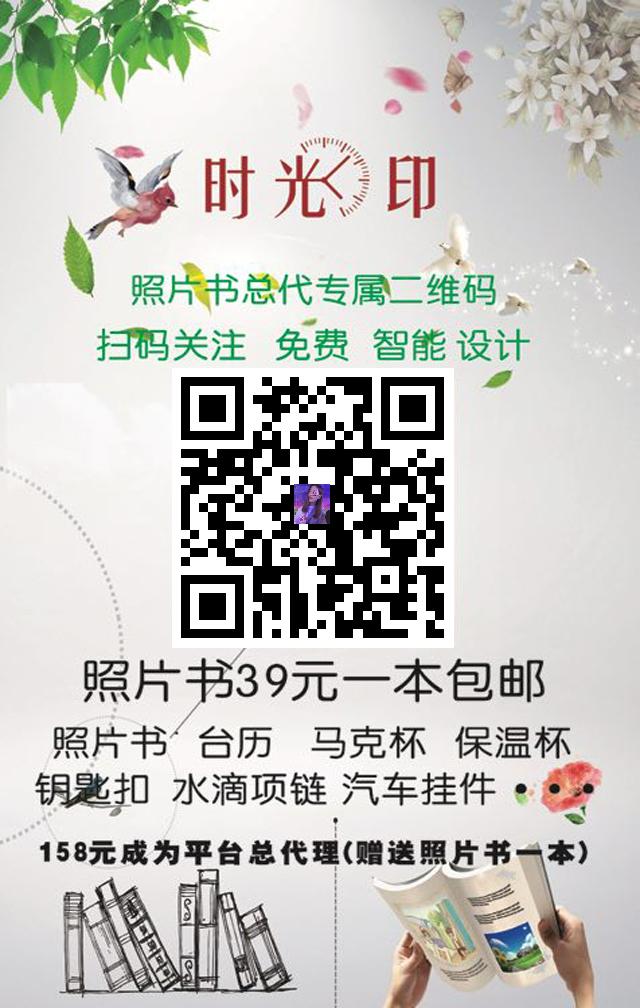 时光印
照片书总代专属二维码
扫码关注 免费 智能 设计
照片书39元一本包邮
照片书 台历 马克杯 保温杯
钥匙扣 水滴项链 汽车挂件
158元成为平台总代理(赠送照片书一本)